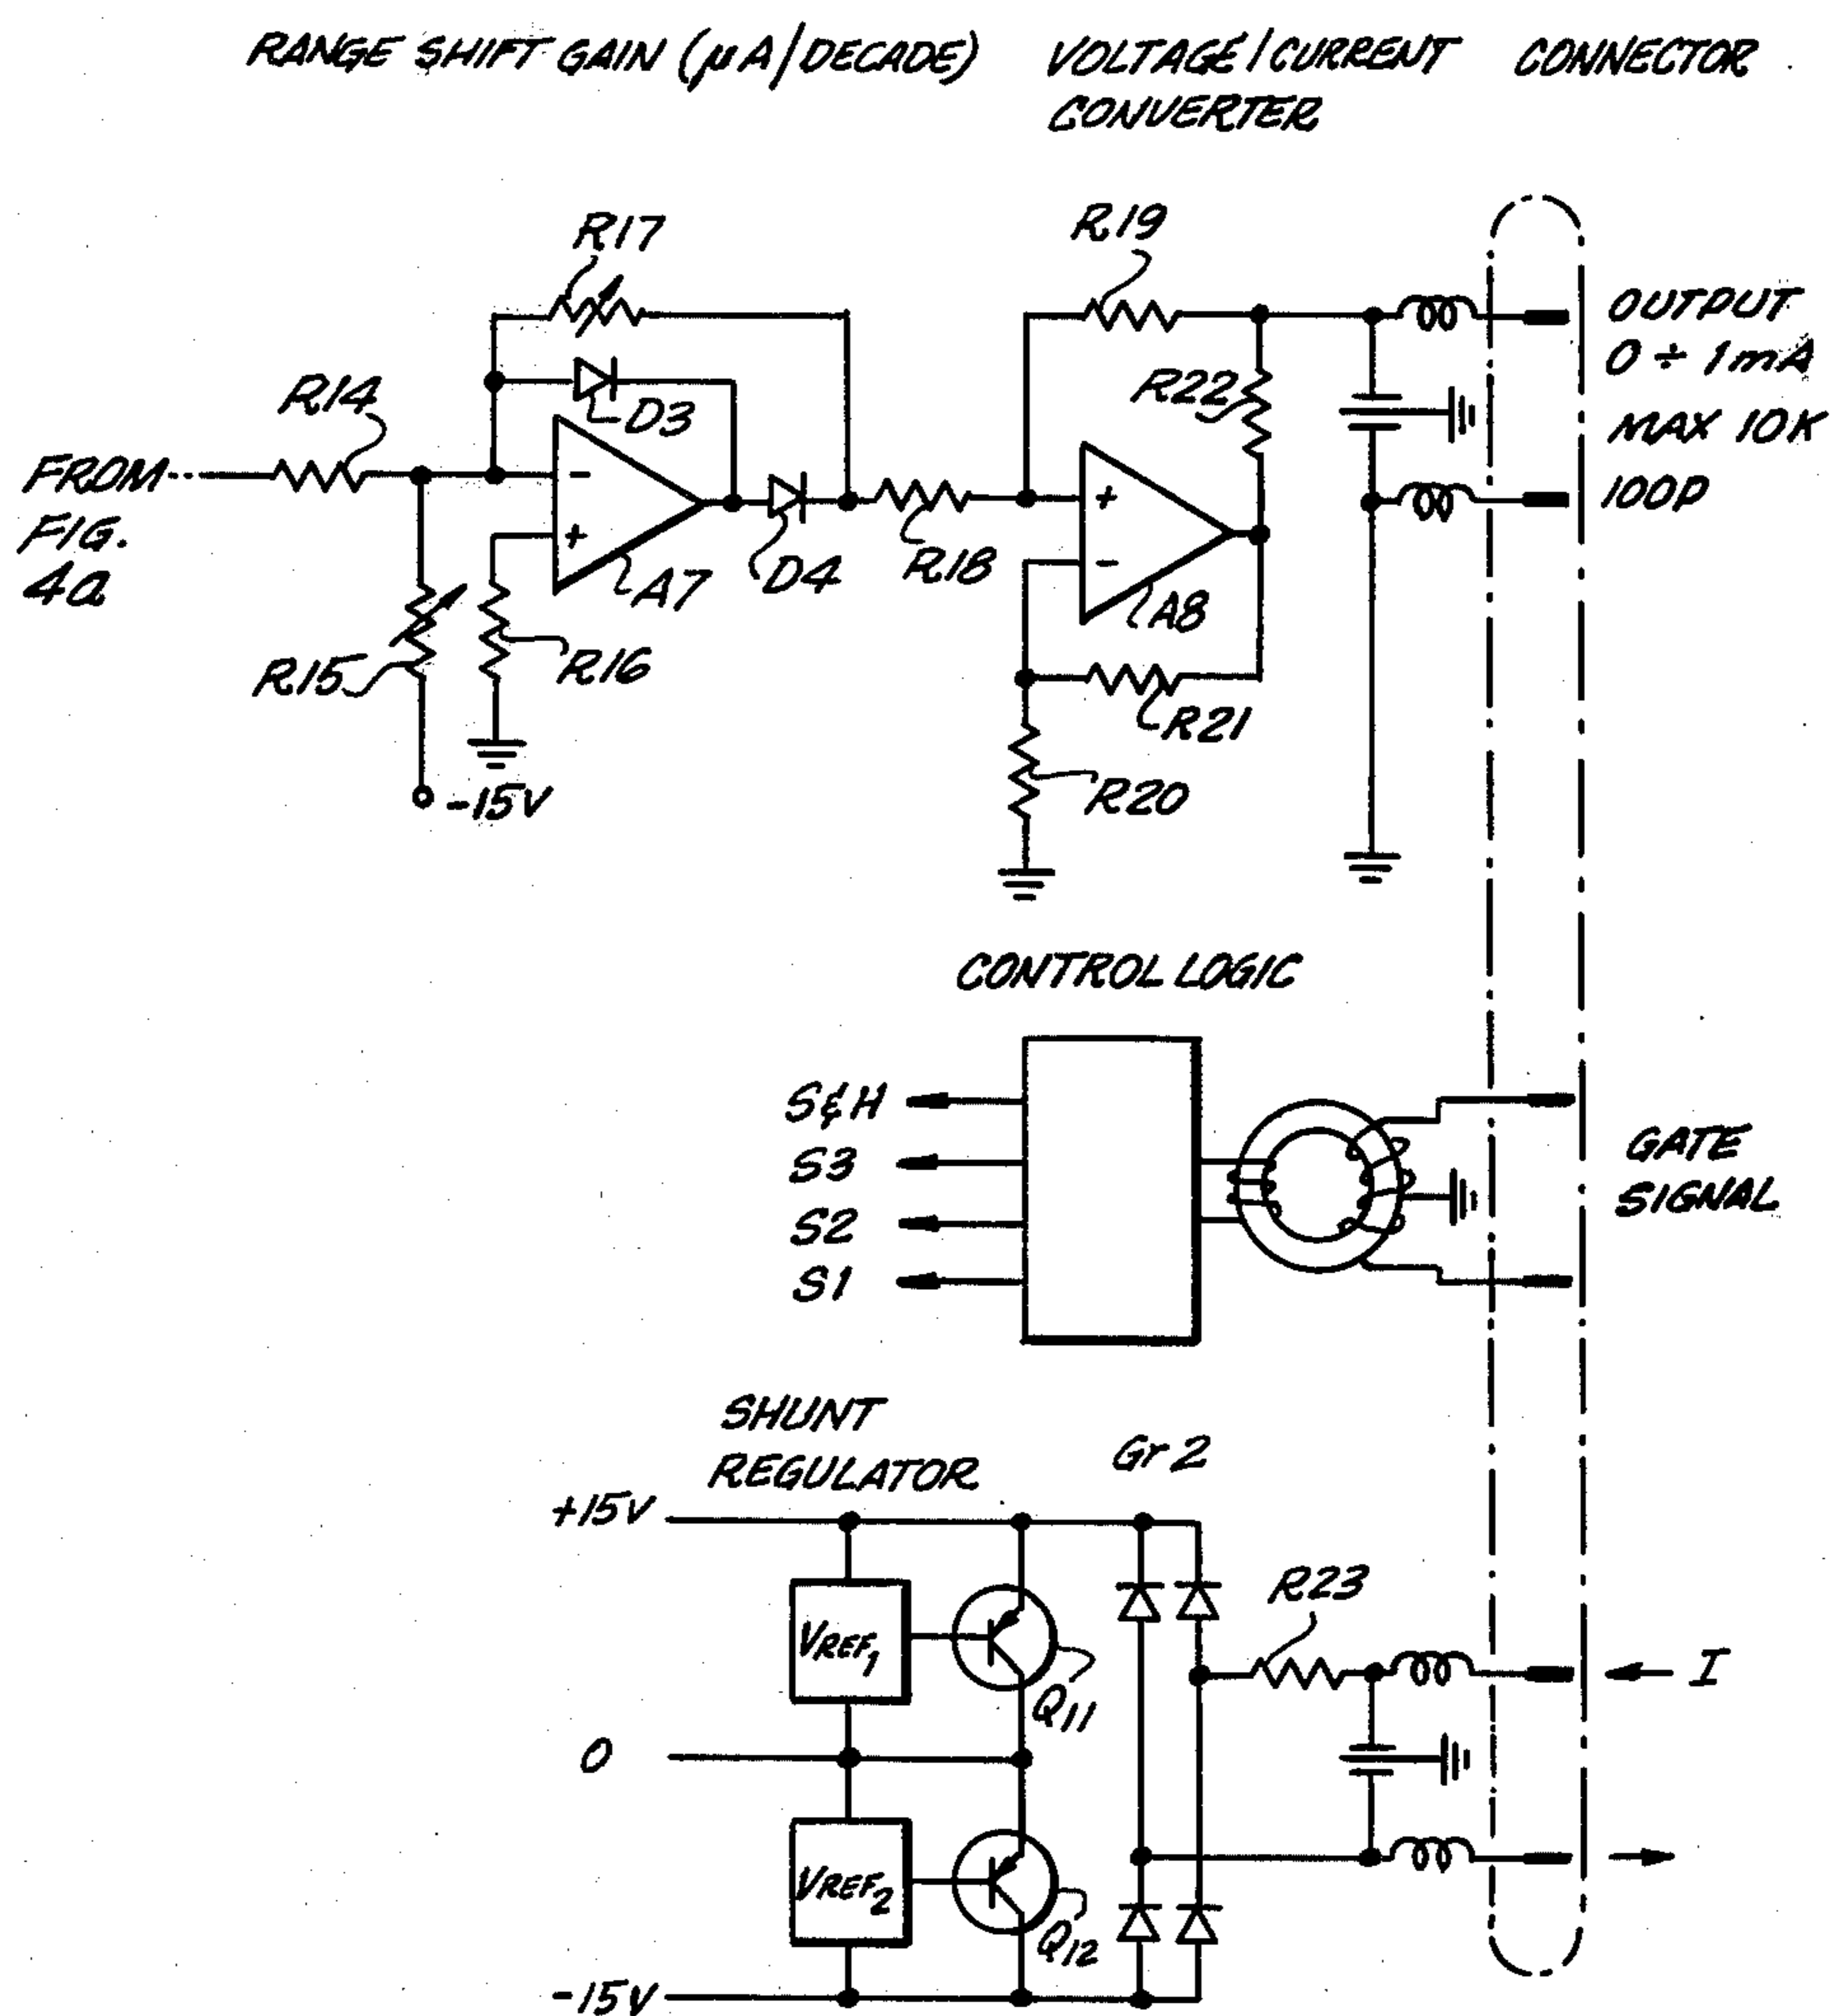 RANGE SHIFT GAIN (μA/DECADE)
VOLTAGE/CURRENT
CONVERTER
CONNECTOR
R17
R19
R14
D3
R22
OUTPUT
0 ÷ 1mA
MAX 10K
100P
FROM
FIG.
4a
-
+
A7
D4
R18
+
-
A8
R15
R16
R21
R20
-15V
CONTROL LOGIC
S&H
S3
S2
S1
GATE
SIGNAL
SHUNT
REGULATOR
Gr2
+15V
VREF1
Q11
R23
I
0
VREF2
Q12
-15V